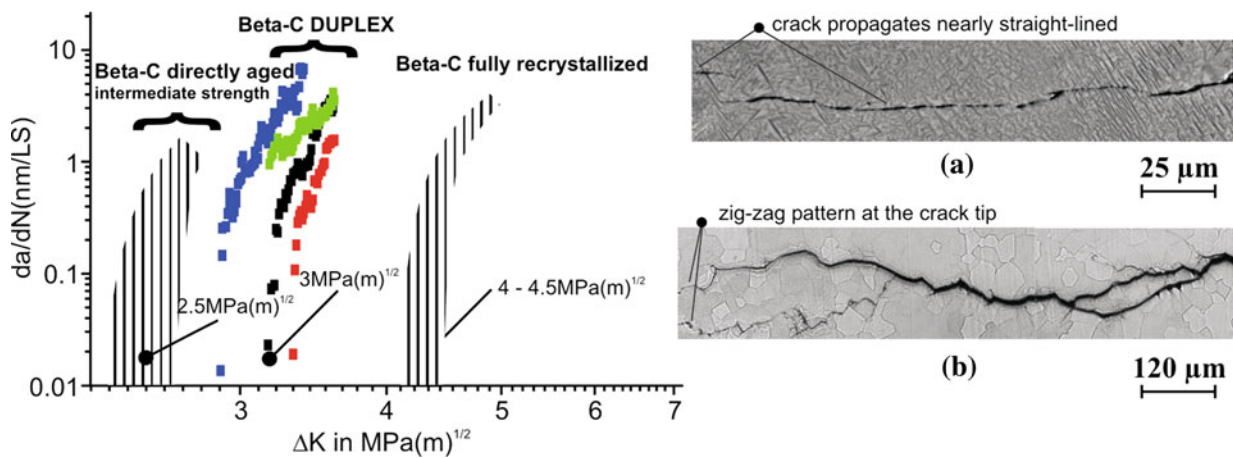 Beta-C DUPLEX
Beta-C directly aged
intermediate strength
Beta-C fully recrystallized
da/dN(nm/LS)
10
1
0.1
0.01
2.5MPa(m)1/2
3MPa(m)1/2
4 - 4.5MPa(m)1/2
3 4 5 6 7
ΔK in MPa(m)1/2
crack propagates nearly straight-lined
(a)
25 µm
zig-zag pattern at the crack tip
(b)
120 µm